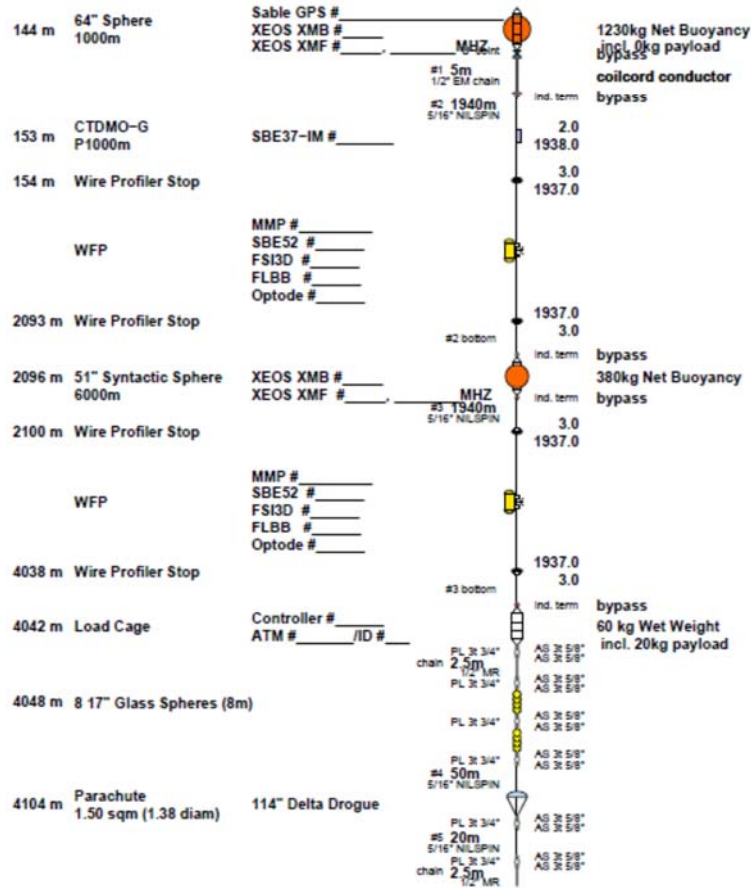 144 m 64" Sphere
1000m
Sable GPS #
XEOS XMB #
XEOS XMF # , MHZ
1230kg Net Buoyancy
incl. 0kg payload
bypass
#1 5m
1/2" EM chain
coilcord conductor
ind. term bypass
#2 1940m
5/16" NILSPIN
153 m CTDMO-G
P1000m
SBE37-IM #
2.0
1938.0
154 m Wire Profiler Stop
3.0
1937.0
WFP
MMP #
SBE52 #
FSI3D #
FLBB #
Optode #
2093 m Wire Profiler Stop
1937.0
3.0
#2 bottom
ind. term bypass
2096 m 51" Syntactic Sphere
6000m
XEOS XMB #
XEOS XMF # , MHZ
380kg Net Buoyancy
ind. term bypass
#3 1940m
5/16" NILSPIN
2100 m Wire Profiler Stop
3.0
1937.0
WFP
MMP #
SBE52 #
FSI3D #
FLBB #
Optode #
4038 m Wire Profiler Stop
1937.0
3.0
#3 bottom
ind. term bypass
4042 m Load Cage
Controller #
ATM # /ID #
60 kg Wet Weight
incl. 20kg payload
PL 3t 3/4" AS 3t 5/8"
AS 3t 5/8"
chain 2.5m
1/2" MR
PL 3t 3/4" AS 3t 5/8"
AS 3t 5/8"
4048 m 8 17" Glass Spheres (8m)
PL 3t 3/4" AS 3t 5/8"
AS 3t 5/8"
PL 3t 3/4" AS 3t 5/8"
AS 3t 5/8"
#4 50m
5/16" NILSPIN
4104 m Parachute
1.50 sqm (1.38 diam)
114" Delta Drogue
PL 3t 3/4" AS 3t 5/8"
AS 3t 5/8"
#5 20m
5/16" NILSPIN
PL 3t 3/4" AS 3t 5/8"
AS 3t 5/8"
chain 2.5m
1/2" MR